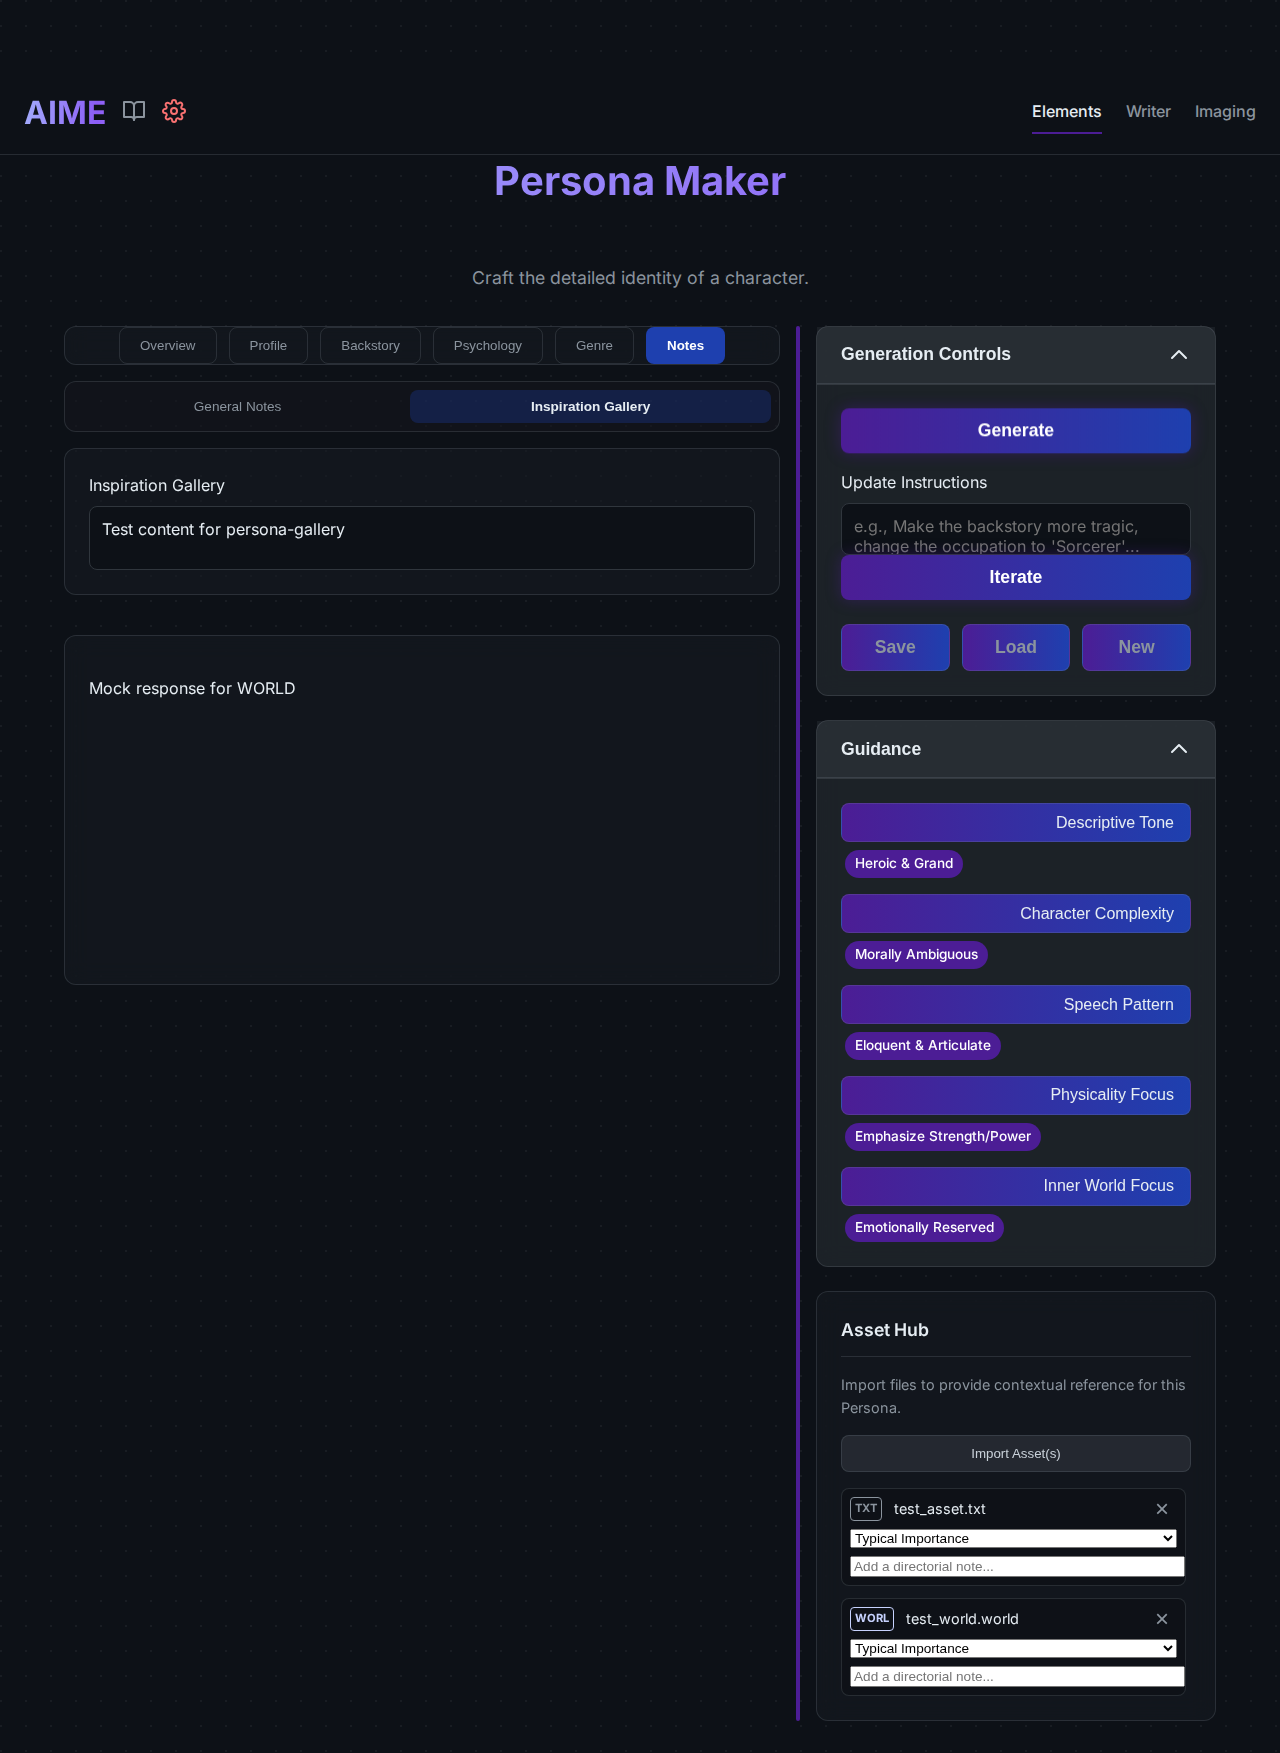 AIME
Elements
Writer
Imaging
Persona Maker
Craft the detailed identity of a character.
Overview
Profile
Backstory
Psychology
Genre
Notes
General Notes
Inspiration Gallery
Inspiration Gallery
Test content for persona-gallery
Mock response for WORLD
Generation Controls
Generate
Update Instructions
e.g., Make the backstory more tragic,
change the occupation to 'Sorcerer'...
Iterate
Save
Load
New
Guidance
Descriptive Tone
Heroic & Grand
Character Complexity
Morally Ambiguous
Speech Pattern
Eloquent & Articulate
Physicality Focus
Emphasize Strength/Power
Inner World Focus
Emotionally Reserved
Asset Hub
Import files to provide contextual reference for this
Persona.
Import Asset(s)
TXT
test_asset.txt
Typical Importance
Add a directorial note...
WORL
test_world.world
Typical Importance
Add a directorial note...